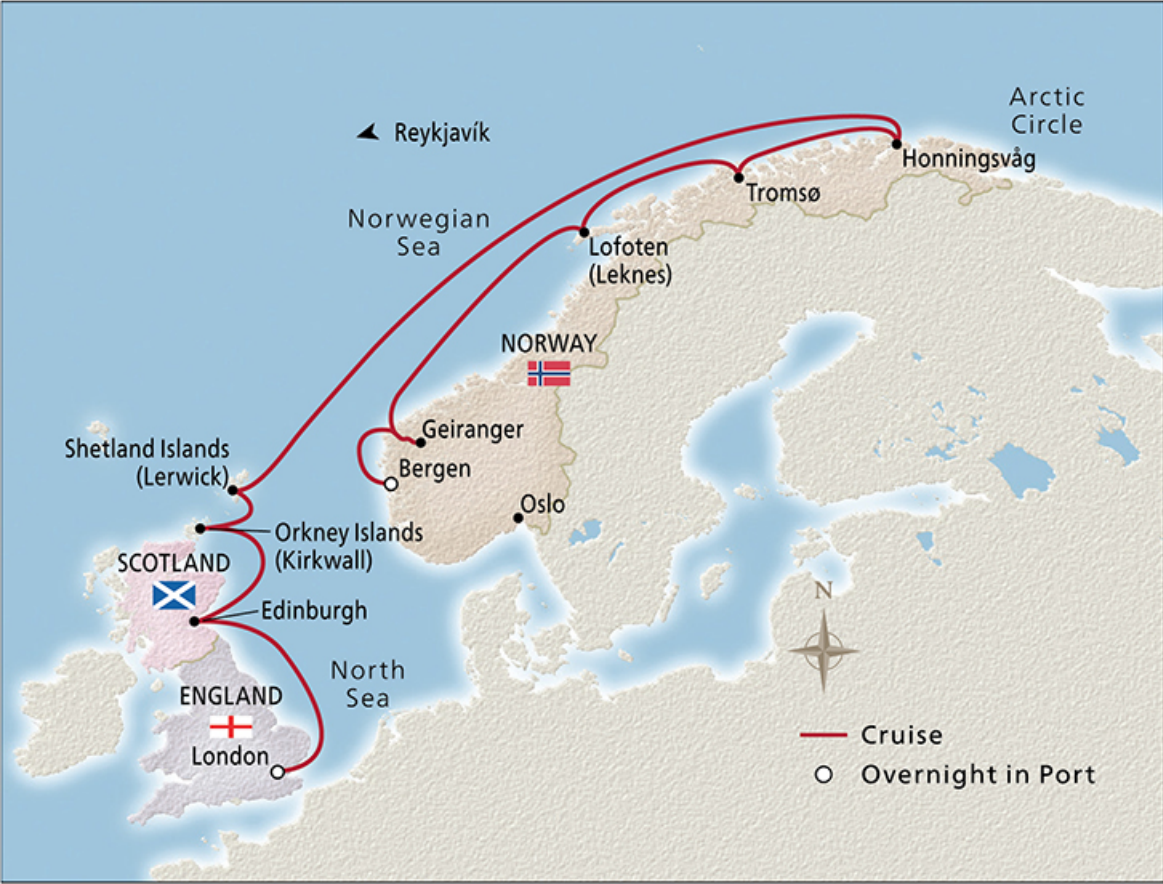 Arctic
Circle
Reykjavík
Honningsvåg
Tromsø
Norwegian
Sea
Lofoten
(Leknes)
NORWAY
Geiranger
Shetland Islands
(Lerwick)
Bergen
Oslo
Orkney Islands
(Kirkwall)
SCOTLAND
Edinburgh
N
North
Sea
ENGLAND
London
Cruise
Overnight in Port